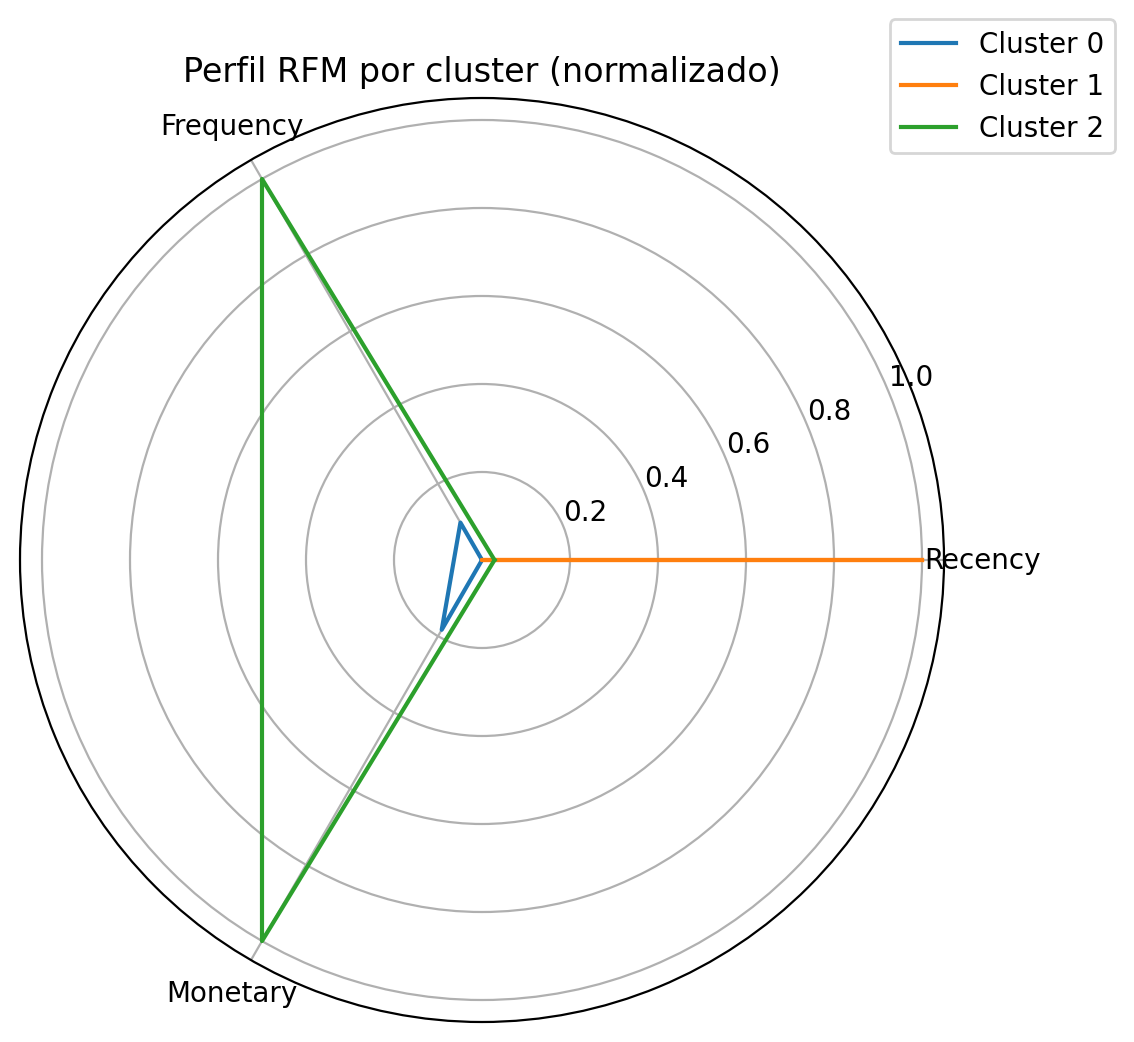 Perfil RFM por cluster (normalizado)
Cluster 0
Cluster 1
Cluster 2
Frequency
1.0
0.8
0.6
0.4
0.2
Recency
Monetary